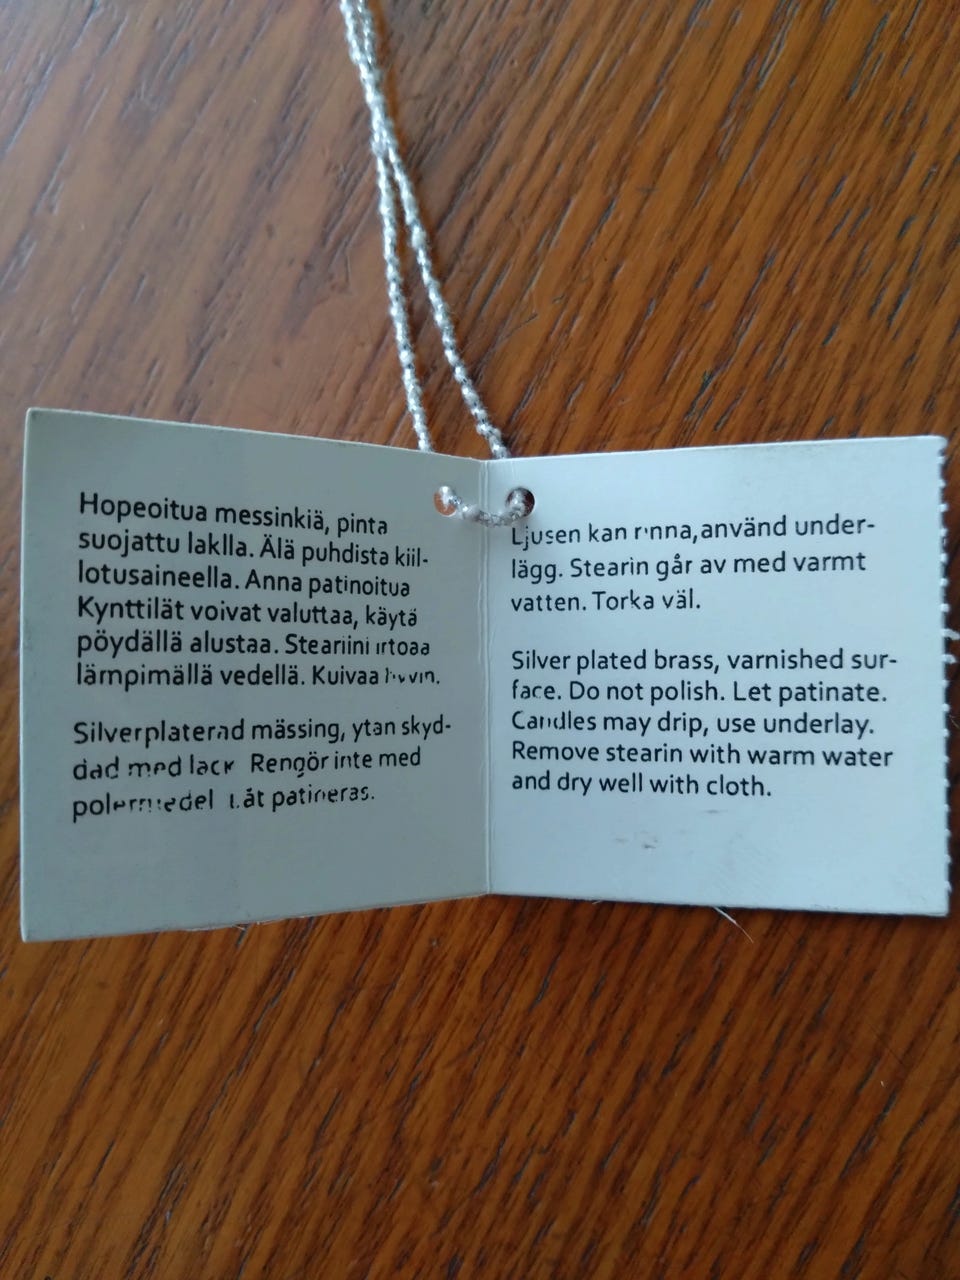 Hopeoitua messinkiä, pinta
suojattu laklla. Älä puhdista kiil-
lotusaineella. Anna patinoitua
Kynttilät voivat valuttaa, käytä
pöydällä alustaa. Steariini irtoaa
lämpimällä vedellä. Kuivaa hyvin.
Silverplaterad mässing, ytan skyd-
dad med lack Rengör inte med
polermedel Låt patineras.
Ljusen kan rinna, använd under-
lägg. Stearin går av med varmt
vatten. Torka väl.
Silver plated brass, varnished sur-
face. Do not polish. Let patinate.
Candles may drip, use underlay.
Remove stearin with warm water
and dry well with cloth.